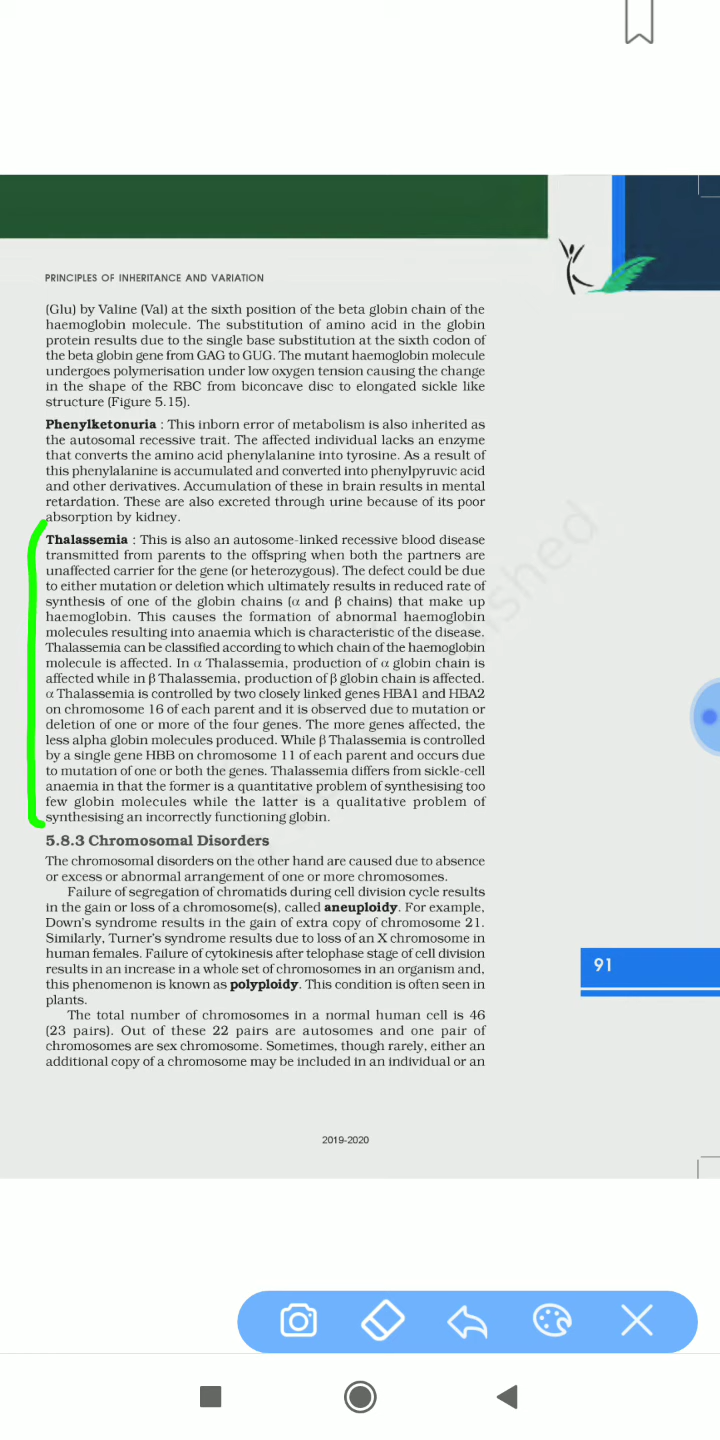 PRINCIPLES OF INHERITANCE AND VARIATION
(Glu) by Valine (Val) at the sixth position of the beta globin chain of the
haemoglobin molecule. The substitution of amino acid in the globin
protein results due to the single base substitution at the sixth codon of
the beta globin gene from GAG to GUG. The mutant haemoglobin molecule
undergoes polymerisation under low oxygen tension causing the change
in the shape of the RBC from biconcave disc to elongated sickle like
structure (Figure 5.15).
Phenylketonuria : This inborn error of metabolism is also inherited as
the autosomal recessive trait. The affected individual lacks an enzyme
that converts the amino acid phenylalanine into tyrosine. As a result of
this phenylalanine is accumulated and converted into phenylpyruvic acid
and other derivatives. Accumulation of these in brain results in mental
retardation. These are also excreted through urine because of its poor
absorption by kidney.
Thalassemia : This is also an autosome-linked recessive blood disease
transmitted from parents to the offspring when both the partners are
unaffected carrier for the gene (or heterozygous). The defect could be due
to either mutation or deletion which ultimately results in reduced rate of
synthesis of one of the globin chains (α and β chains) that make up
haemoglobin. This causes the formation of abnormal haemoglobin
molecules resulting into anaemia which is characteristic of the disease.
Thalassemia can be classified according to which chain of the haemoglobin
molecule is affected. In α Thalassemia, production of α globin chain is
affected while in β Thalassemia, production of β globin chain is affected.
α Thalassemia is controlled by two closely linked genes HBA1 and HBA2
on chromosome 16 of each parent and it is observed due to mutation or
deletion of one or more of the four genes. The more genes affected, the
less alpha globin molecules produced. While β Thalassemia is controlled
by a single gene HBB on chromosome 11 of each parent and occurs due
to mutation of one or both the genes. Thalassemia differs from sickle-cell
anaemia in that the former is a quantitative problem of synthesising too
few globin molecules while the latter is a qualitative problem of
synthesising an incorrectly functioning globin.
5.8.3 Chromosomal Disorders
The chromosomal disorders on the other hand are caused due to absence
or excess or abnormal arrangement of one or more chromosomes.
Failure of segregation of chromatids during cell division cycle results
in the gain or loss of a chromosome(s), called aneuploidy. For example,
Down's syndrome results in the gain of extra copy of chromosome 21.
Similarly, Turner's syndrome results due to loss of an X chromosome in
human females. Failure of cytokinesis after telophase stage of cell division
results in an increase in a whole set of chromosomes in an organism and,
this phenomenon is known as polyploidy. This condition is often seen in
plants.
The total number of chromosomes in a normal human cell is 46
(23 pairs). Out of these 22 pairs are autosomes and one pair of
chromosomes are sex chromosome. Sometimes, though rarely, either an
additional copy of a chromosome may be included in an individual or an
91
2019-2020